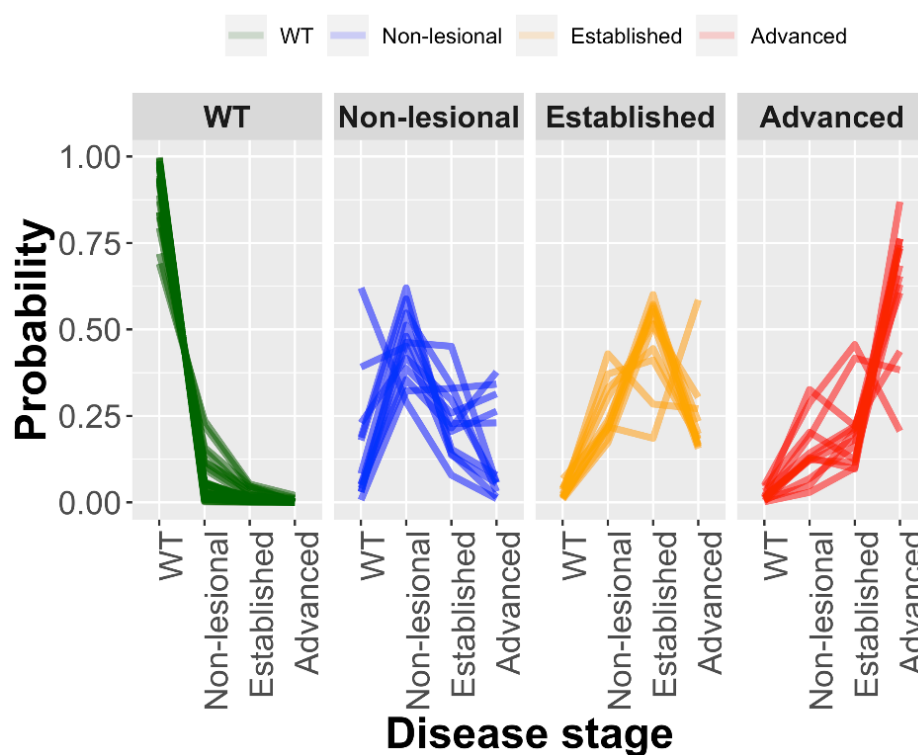 WT Non-lesional Established Advanced
WT Non-lesional Established Advanced
Probability
1.00
0.75
0.50
0.25
0.00
WT Non-lesional Established Advanced WT Non-lesional Established Advanced WT Non-lesional Established Advanced WT Non-lesional Established Advanced
Disease stage